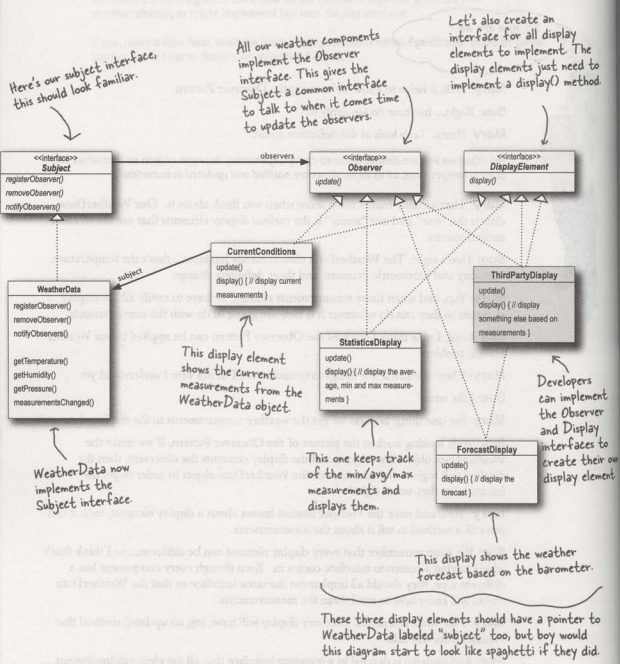 Here's our subject interface,
this should look familiar.
All our weather components
implement the Observer
interface. This gives the
Subject a common interface
to talk to when it comes time
to update the observers.
Let's also create an
interface for all display
elements to implement. The
display elements just need to
implement a display() method.
<<interface>>
Subject
registerObserver()
removeObserver()
notifyObservers()
observers
<<interface>>
Observer
update()
<<interface>>
DisplayElement
display()
subject
WeatherData
registerObserver()
removeObserver()
notifyObservers()
getTemperature()
getHumidity()
getPressure()
measurementsChanged()
CurrentConditions
update()
display() { // display current
measurements }
ThirdPartyDisplay
update()
display() { // display
something else based on
measurements }
StatisticsDisplay
update()
display() { // display the aver-
age, min and max measure-
ments }
This display element
shows the current
measurements from the
WeatherData object.
Developers
can implement
the Observer
and Display
interfaces to
create their own
display element
ForecastDisplay
update()
display() { // display the
forecast }
WeatherData now
implements the
Subject interface.
This one keeps track
of the min/avg/max
measurements and
displays them.
This display shows the weather
forecast based on the barometer.
These three display elements should have a pointer to
WeatherData labeled "subject" too, but boy would
this diagram start to look like spaghetti if they did.